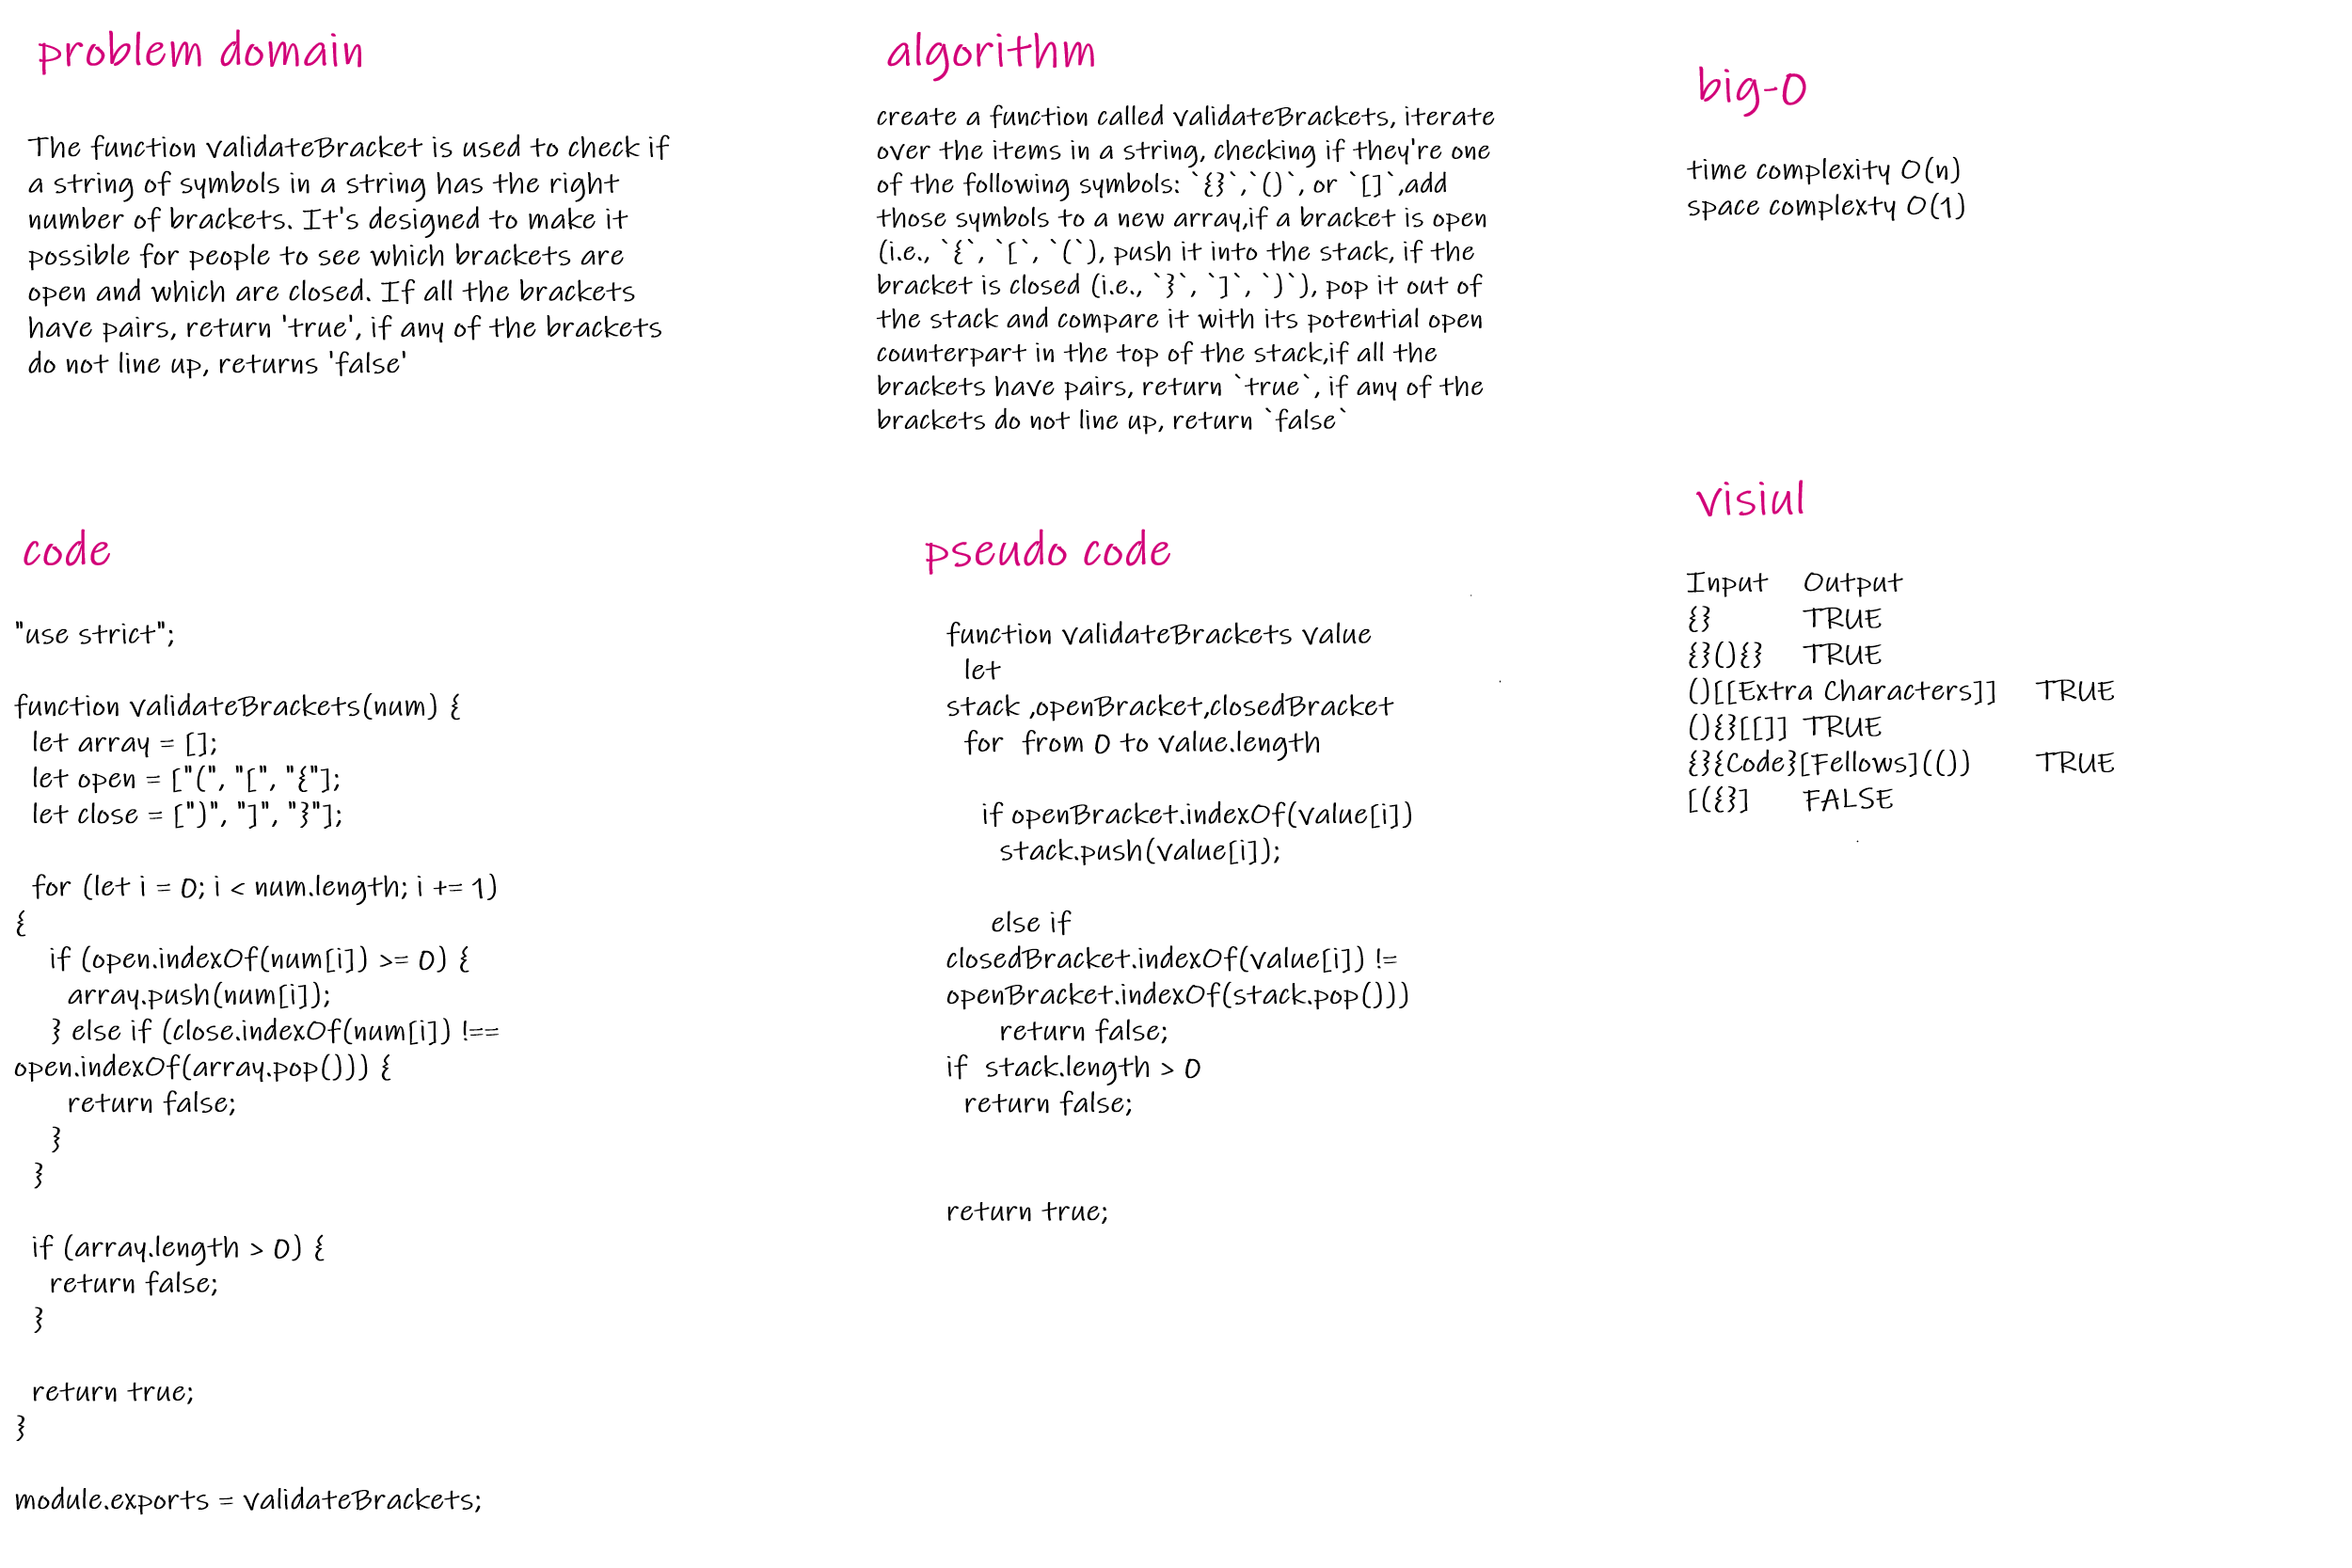 problem domain
The function validateBracket is used to check if
a string of symbols in a string has the right
number of brackets. It's designed to make it
possible for people to see which brackets are
open and which are closed. If all the brackets
have pairs, return 'true', if any of the brackets
do not line up, returns 'false'
algorithm
create a function called validateBrackets, iterate
over the items in a string, checking if they're one
of the following symbols: `{}`,`()`, or `[]`,add
those symbols to a new array,if a bracket is open
(i.e., `{`, `[`, `(`), push it into the stack, if the
bracket is closed (i.e., `}`, `]`, `)`), pop it out of
the stack and compare it with its potential open
counterpart in the top of the stack,if all the
brackets have pairs, return `true`, if any of the
brackets do not line up, return `false`
big-O
time complexity O(n)
space complexty O(1)
code
"use strict";
function validateBrackets(num) {
let array = [];
let open = ["(", "[", "{"];
let close = [")", "]", "}"];
for (let i = 0; i < num.length; i += 1)
{
if (open.indexOf(num[i]) >= 0) {
array.push(num[i]);
} else if (close.indexOf(num[i]) !==
open.indexOf(array.pop())) {
return false;
}
}
if (array.length > 0) {
return false;
}
return true;
}
module.exports = validateBrackets;
pseudo code
function validateBrackets value
let
stack ,openBracket,closedBracket
for from 0 to value.length
if openBracket.indexOf(value[i])
stack.push(value[i]);
else if
closedBracket.indexOf(value[i]) !=
openBracket.indexOf(stack.pop()))
return false;
if stack.length > 0
return false;
return true;
visiul
Input Output
{} TRUE
{}(){} TRUE
()[[Extra Characters]] TRUE
(){}[[]] TRUE
{}{Code}[Fellows](()) TRUE
[({}] FALSE